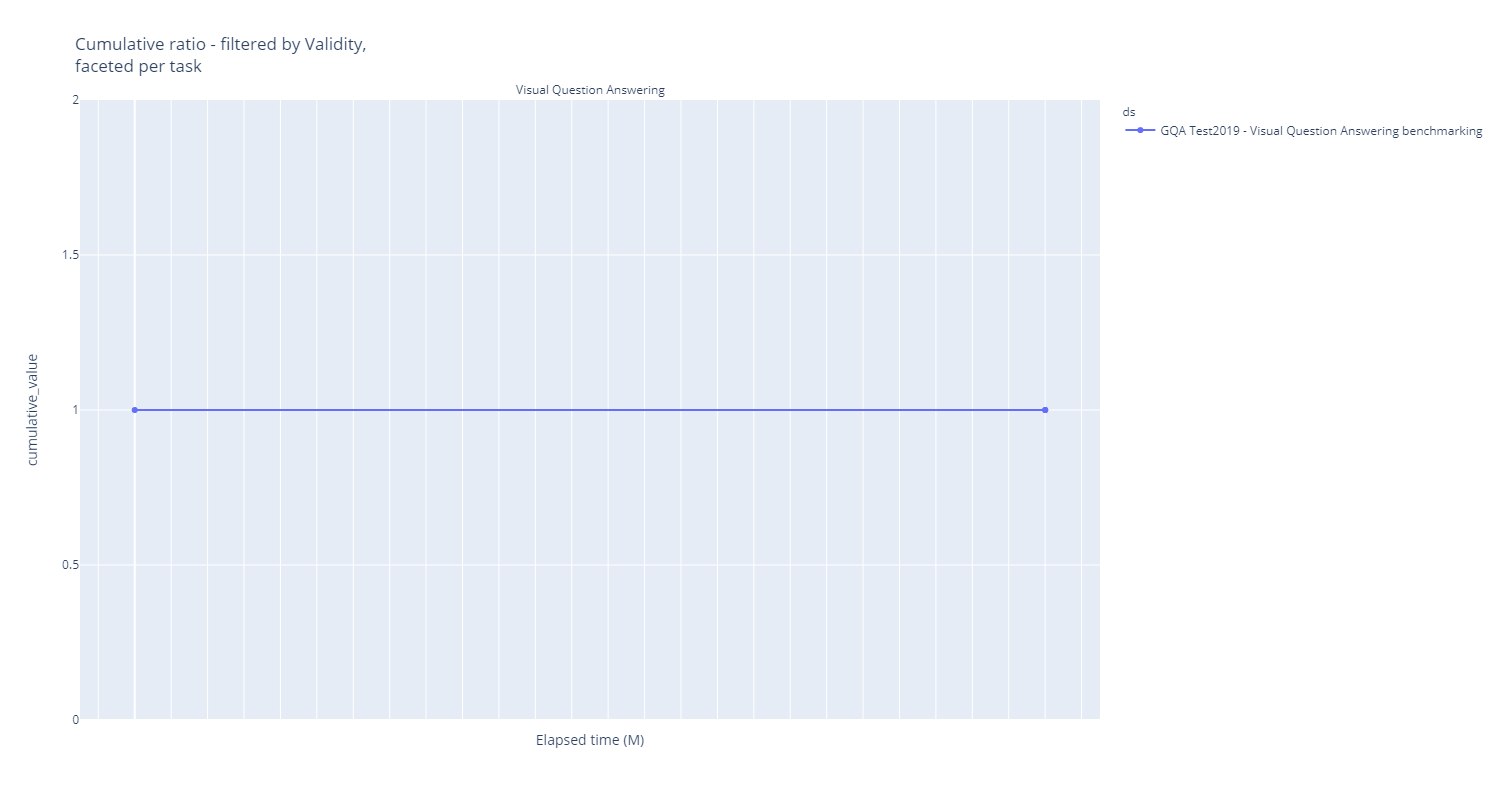 Cumulative ratio - filtered by Validity,
faceted per task
Visual Question Answering
2
1.5
1
0.5
0
cumulative_value
Elapsed time (M)
ds
GQA Test2019 - Visual Question Answering benchmarking